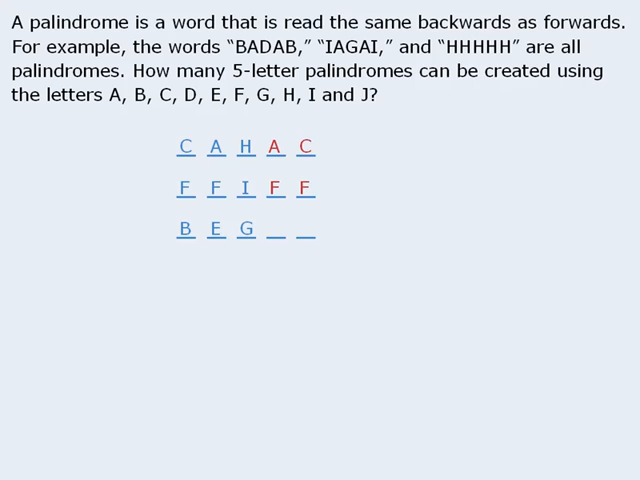 A palindrome is a word that is read the same backwards as forwards.
For example, the words “BADAB,” “IAGAI,” and “HHHHH” are all
palindromes. How many 5-letter palindromes can be created using
the letters A, B, C, D, E, F, G, H, I and J?
C A H A C
F F I F F
B E G _ _